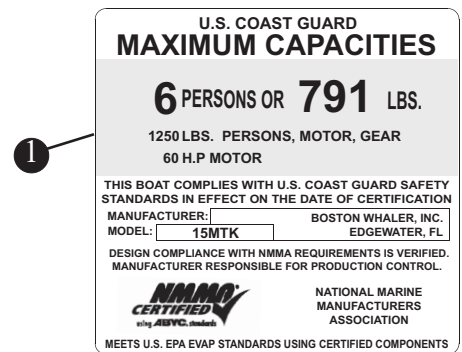 U.S. COAST GUARD
MAXIMUM CAPACITIES
6 PERSONS OR 791 LBS.
1250 LBS. PERSONS, MOTOR, GEAR
60 H.P MOTOR
1
THIS BOAT COMPLIES WITH U.S. COAST GUARD SAFETY
STANDARDS IN EFFECT ON THE DATE OF CERTIFICATION
MANUFACTURER: BOSTON WHALER, INC.
MODEL: 15MTK EDGEWATER, FL
DESIGN COMPLIANCE WITH NMMA REQUIREMENTS IS VERIFIED.
MANUFACTURER RESPONSIBLE FOR PRODUCTION CONTROL.
NMMA
CERTIFIED
using ABYC. standards
NATIONAL MARINE
MANUFACTURERS
ASSOCIATION
MEETS U.S. EPA EVAP STANDARDS USING CERTIFIED COMPONENTS